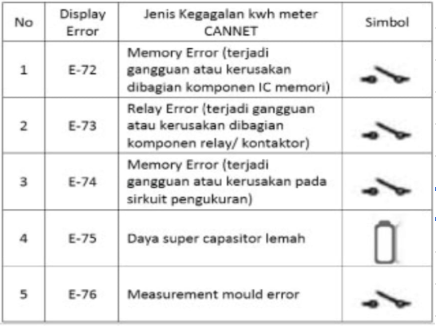 No
Display
Error
Jenis Kegagalan kwh meter
CANNET
Simbol
1
E-72
Memory Error (terjadi
gangguan atau kerusakan
dibagian komponen IC memori)
2
E-73
Relay Error (terjadi gangguan
atau kerusakan dibagian
komponen relay/ kontaktor)
3
E-74
Memory Error (terjadi
gangguan atau kerusakan pada
sirkuit pengukuran)
4
E-75
Daya super capasitor lemah
5
E-76
Measurement mould error